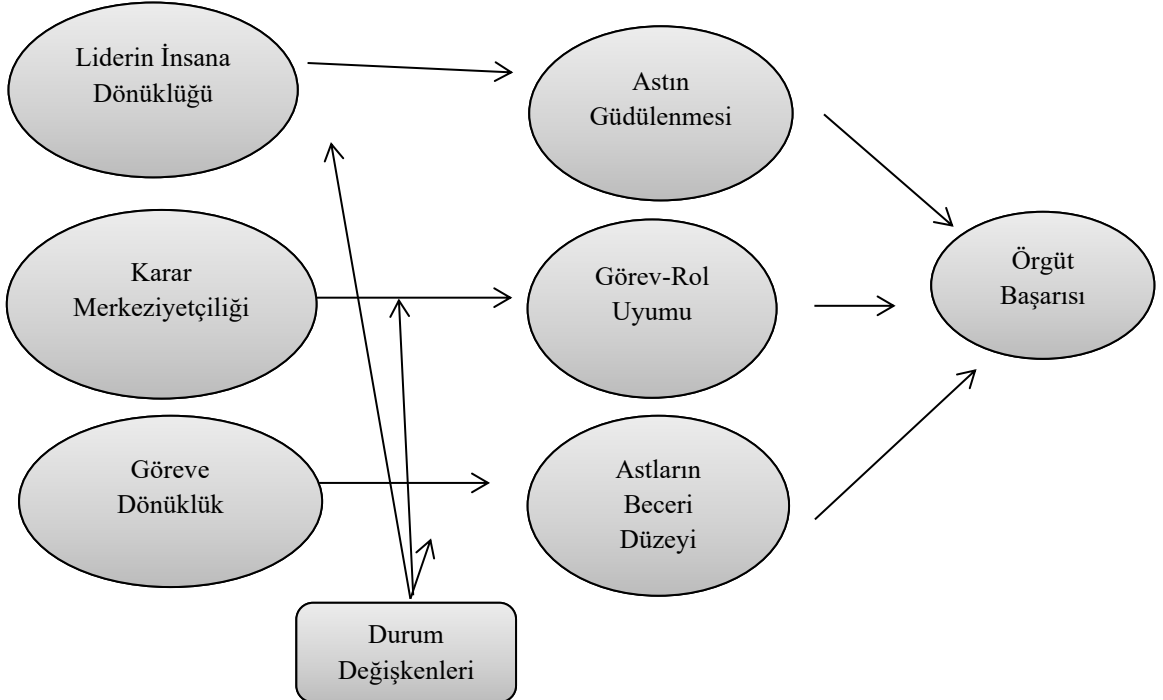 Liderin İnsana
Dönüklüğü
Astın
Güdülenmesi
Karar
Merkeziyetçiliği
Görev-Rol
Uyumu
Örgüt
Başarısı
Göreve
Dönüklük
Astların
Beceri
Düzeyi
Durum
Değişkenleri